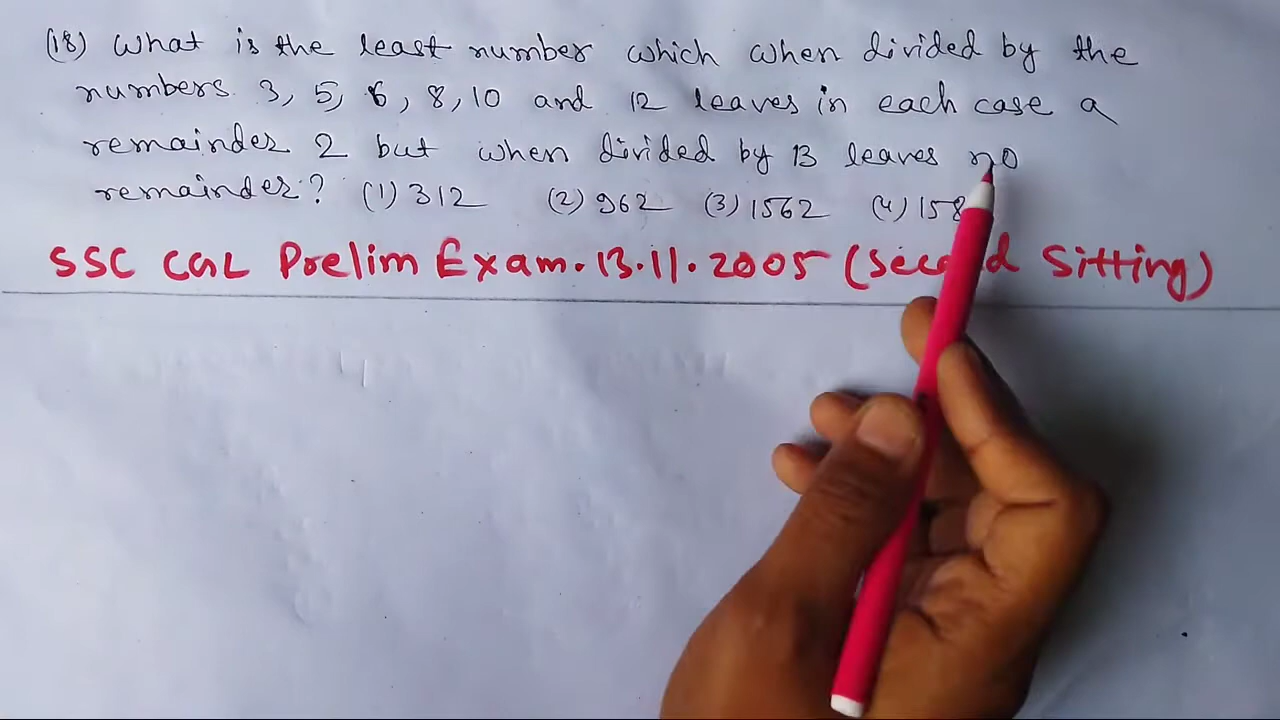 (18) What is the least number which when divided by the
numbers 3, 5, 6, 8, 10 and 12 leaves in each case a
remainder 2 but when divided by 13 leaves no
remainder? (1) 312 (2) 962 (3) 1562 (4) 158
SSC CGL Prelim Exam. 13.11.2005 (Second Sitting)